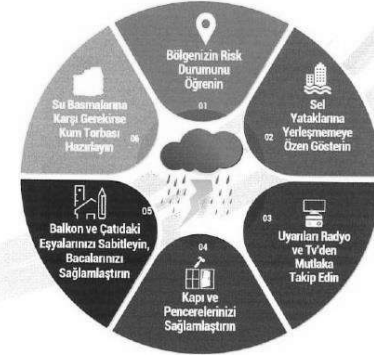 Bölgenizin Risk
Durumunu
Öğrenin
01
02
Sel
Yataklarına
Yerleşmemeye
Özen Gösterin
03
Uyarıları Radyo
ve Tv'den
Mutlaka
Takip Edin
04
Kapı ve
Pencerelerinizi
Sağlamlaştırın
05
Balkon ve Çatıdaki
Eşyalarınızı Sabitleyin,
Bacalarınızı
Sağlamlaştırın
Su Basmalarına
Karşı Gerekirse
Kum Torbası
Hazırlayın
06